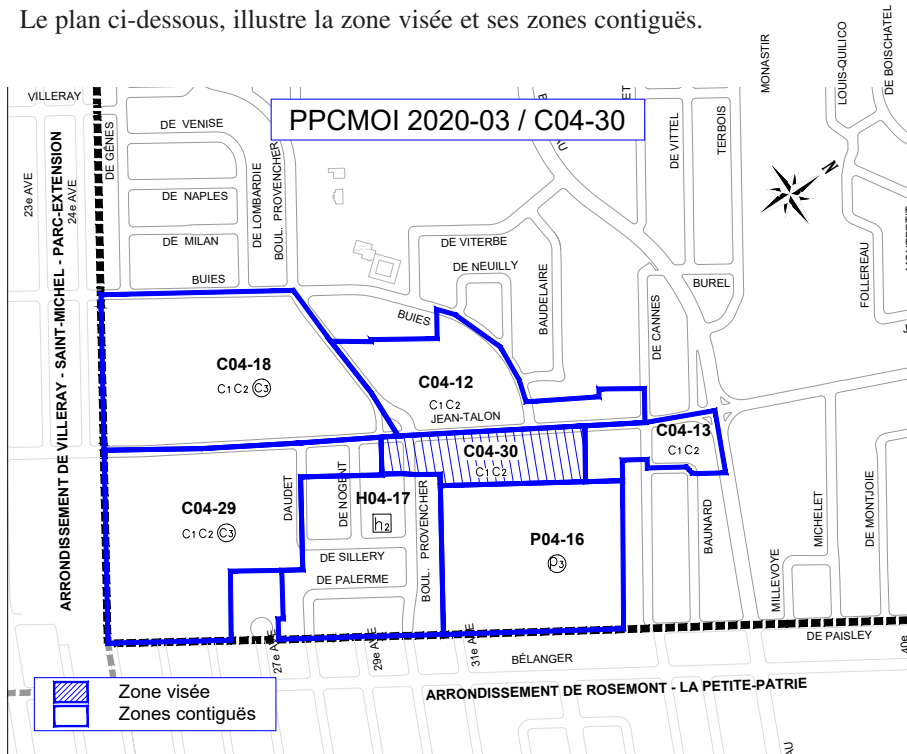 Le plan ci-dessous, illustre la zone visée et ses zones contiguës.
VILLERAY
PPCMOI 2020-03 / C04-30
MONASTIR
LOUIS-QUILICO
DE BOISCHATEL
DE GÊNES
DE VENISE
DE VITTEL
TERBOIS
23e AVE
24e AVE
DE NAPLES
DE LOMBARDIE
BOUL. PROVENCHER
N
DE MILAN
DE VITERBE
DE NEUILLY
BUIES
BAUDELAIRE
BUREL
FOLLEREAU
BUIES
DE CANNES
ARRONDISSEMENT DE VILLERAY - SAINT-MICHEL - PARC-EXTENSION
C04-18
C1 C2 C3
C04-12
C1 C2
JEAN-TALON
C04-13
C1 C2
C04-30
C1 C2
C04-29
C1 C2 C3
DAUDET
DE NOGENT
H04-17
h2
BOUL. PROVENCHER
P04-16
P3
BAUNARD
MICHELET
DE MONTJOIE
DE SILLERY
DE PALERME
MILLEVOYE
27e AVE
29e AVE
31e AVE
BÉLANGER
DE PAISLEY
40e
ARRONDISSEMENT DE ROSEMONT - LA PETITE-PATRIE
Zone visée
Zones contiguës